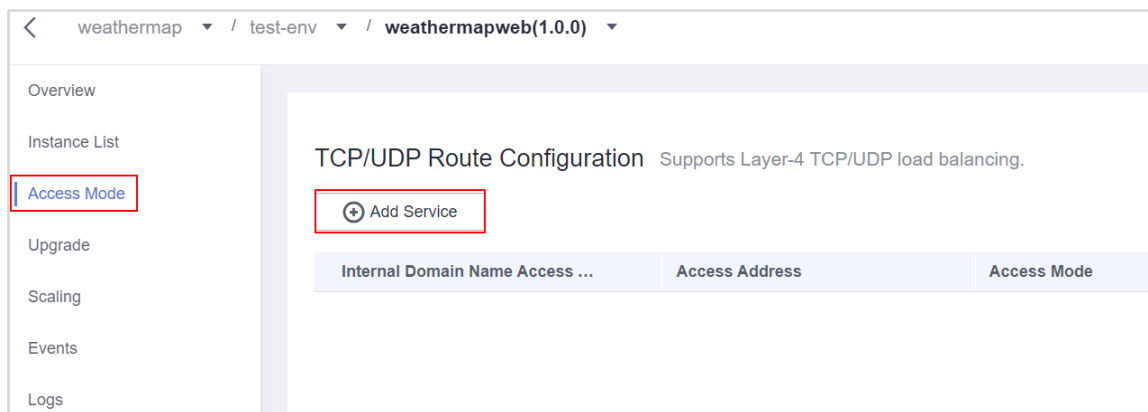 weathermap / test-env / weathermapweb(1.0.0)
Overview
Instance List
Access Mode
Upgrade
Scaling
Events
Logs
TCP/UDP Route Configuration Supports Layer-4 TCP/UDP load balancing.
Add Service
Internal Domain Name Access ... Access Address Access Mode